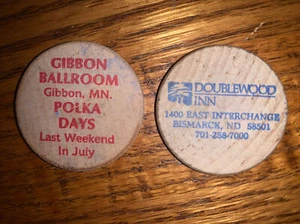 GIBBON
BALLROOM
Gibbon, MN.
POLKA
DAYS
Last Weekend
In July
DOUBLEWOOD
INN
1400 EAST INTERCHANGE
BISMARCK, ND 58501
701-258-7000